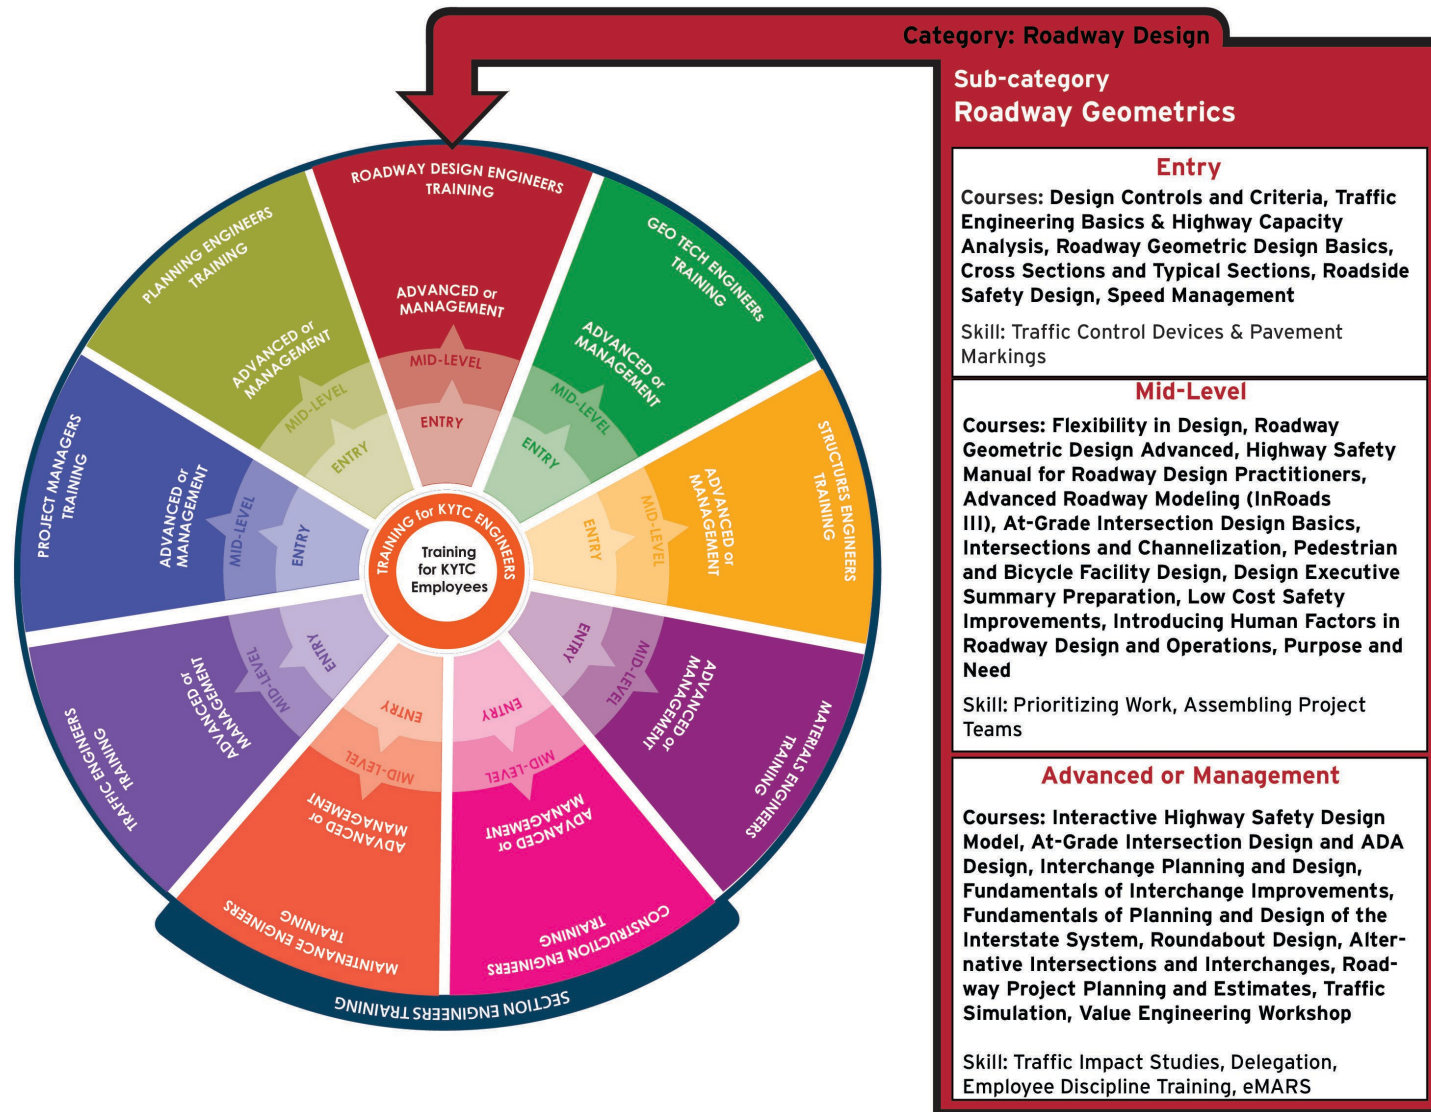 Category: Roadway Design
Sub-category
Roadway Geometrics
Entry
Courses: Design Controls and Criteria, Traffic
Engineering Basics & Highway Capacity
Analysis, Roadway Geometric Design Basics,
Cross Sections and Typical Sections, Roadside
Safety Design, Speed Management
Skill: Traffic Control Devices & Pavement
Markings
Mid-Level
Courses: Flexibility in Design, Roadway
Geometric Design Advanced, Highway Safety
Manual for Roadway Design Practitioners,
Advanced Roadway Modeling (InRoads
III), At-Grade Intersection Design Basics,
Intersections and Channelization, Pedestrian
and Bicycle Facility Design, Design Executive
Summary Preparation, Low Cost Safety
Improvements, Introducing Human Factors in
Roadway Design and Operations, Purpose and
Need
Skill: Prioritizing Work, Assembling Project
Teams
Advanced or Management
Courses: Interactive Highway Safety Design
Model, At-Grade Intersection Design and ADA
Design, Interchange Planning and Design,
Fundamentals of Interchange Improvements,
Fundamentals of Planning and Design of the
Interstate System, Roundabout Design, Alter-
native Intersections and Interchanges, Road-
way Project Planning and Estimates, Traffic
Simulation, Value Engineering Workshop
Skill: Traffic Impact Studies, Delegation,
Employee Discipline Training, eMARS
ROADWAY DESIGN ENGINEERS
TRAINING
ADVANCED or
MANAGEMENT
MID-LEVEL
ENTRY
GEO TECH ENGINEERs
TRAINING
ADVANCED or
MANAGEMENT
MID-LEVEL
ENTRY
STRUCTURES ENGINEERS
TRAINING
ADVANCED or
MANAGEMENT
MID-LEVEL
ENTRY
MATERIALS ENGINEERS
TRAINING
ADVANCED or
MANAGEMENT
MID-LEVEL
ENTRY
CONSTRUCTION ENGINEERS
TRAINING
ADVANCED or
MANAGEMENT
MID-LEVEL
ENTRY
MAINTENANCE ENGINEERS
TRAINING
ADVANCED or
MANAGEMENT
MID-LEVEL
ENTRY
TRAFFIC ENGINEERS
TRAINING
ADVANCED or
MANAGEMENT
MID-LEVEL
ENTRY
PROJECT MANAGERS
TRAINING
ADVANCED or
MANAGEMENT
MID-LEVEL
ENTRY
PLANNING ENGINEERS
TRAINING
ADVANCED or
MANAGEMENT
MID-LEVEL
ENTRY
TRAINING for KYTC ENGINEERS
Training
for KYTC
Employees
SECTION ENGINEERS TRAINING